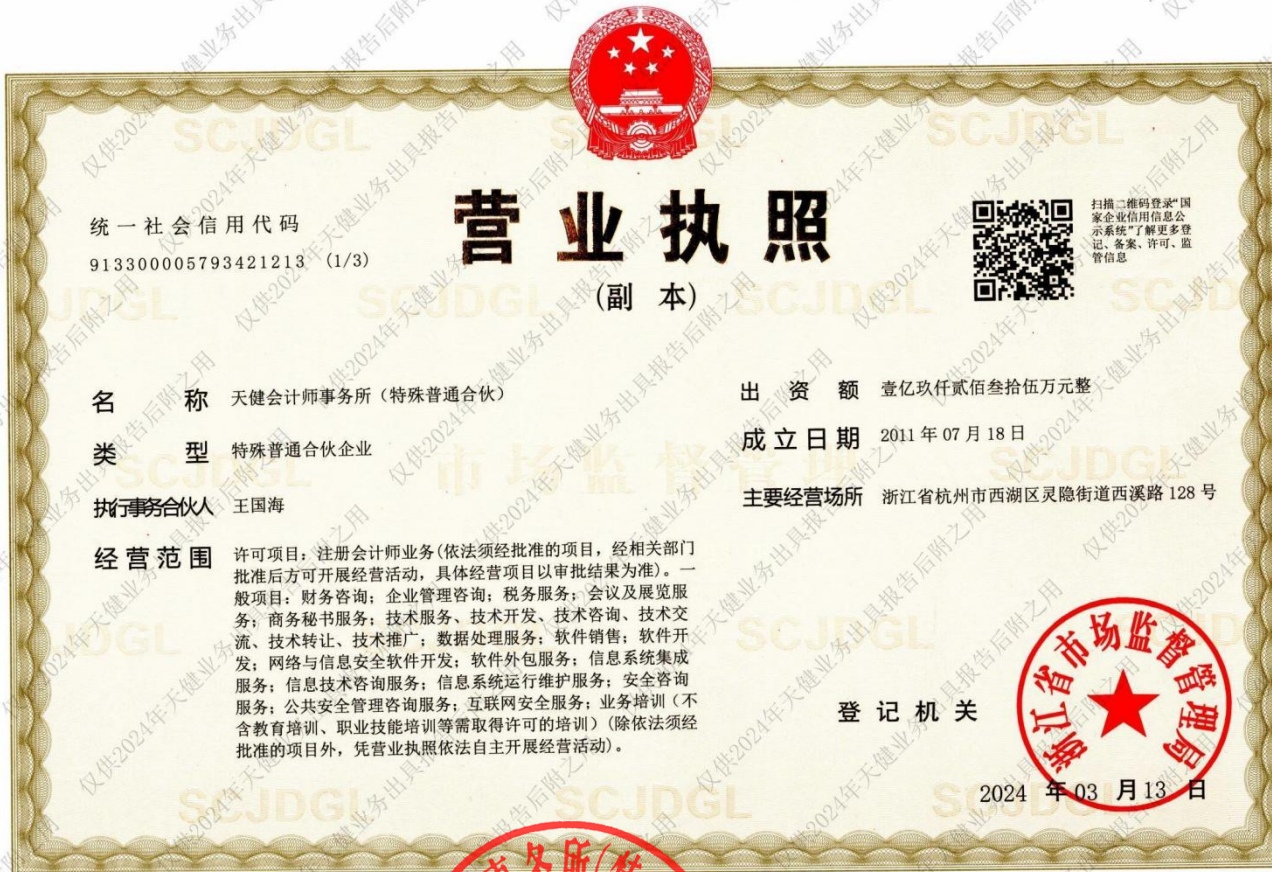 统一社会信用代码
913300005793421213 (1/3)
营业执照
(副 本)
扫描二维码登录“国
家企业信用信息公
示系统”了解更多登
记、备案、许可、监
管信息
名 称 天健会计师事务所（特殊普通合伙）
类 型 特殊普通合伙企业
执行事务合伙人 王国海
经营范围 许可项目：注册会计师业务(依法须经批准的项目，经相关部门
批准后方可开展经营活动，具体经营项目以审批结果为准)。一
般项目：财务咨询；企业管理咨询；税务服务；会议及展览服
务；商务秘书服务；技术服务、技术开发、技术咨询、技术交
流、技术转让、技术推广；数据处理服务；软件销售；软件开
发；网络与信息安全软件开发；软件外包服务；信息系统集成
服务；信息技术咨询服务；信息系统运行维护服务；安全咨询
服务；公共安全管理咨询服务；互联网安全服务；业务培训（不
含教育培训、职业技能培训等需取得许可的培训）(除依法须经
批准的项目外，凭营业执照依法自主开展经营活动)。
出资额 壹亿玖仟贰佰叁拾伍万元整
成立日期 2011年07月18日
主要经营场所 浙江省杭州市西湖区灵隐街道西溪路128号
登记机关
浙江省市场监督管理局
2024 年03 月13 日
SCJDGL
市场监督管理
仅供2024年天健业务出具报告后附之用